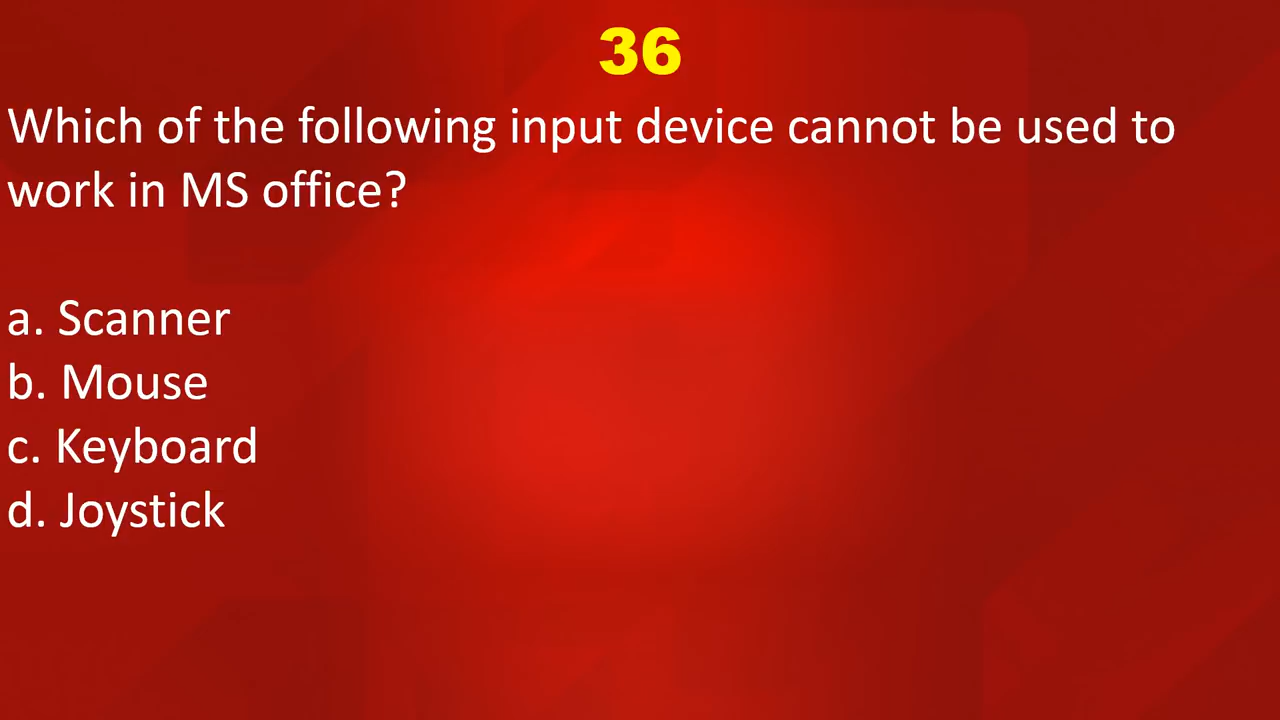 36
Which of the following input device cannot be used to
work in MS office?
a. Scanner
b. Mouse
c. Keyboard
d. Joystick